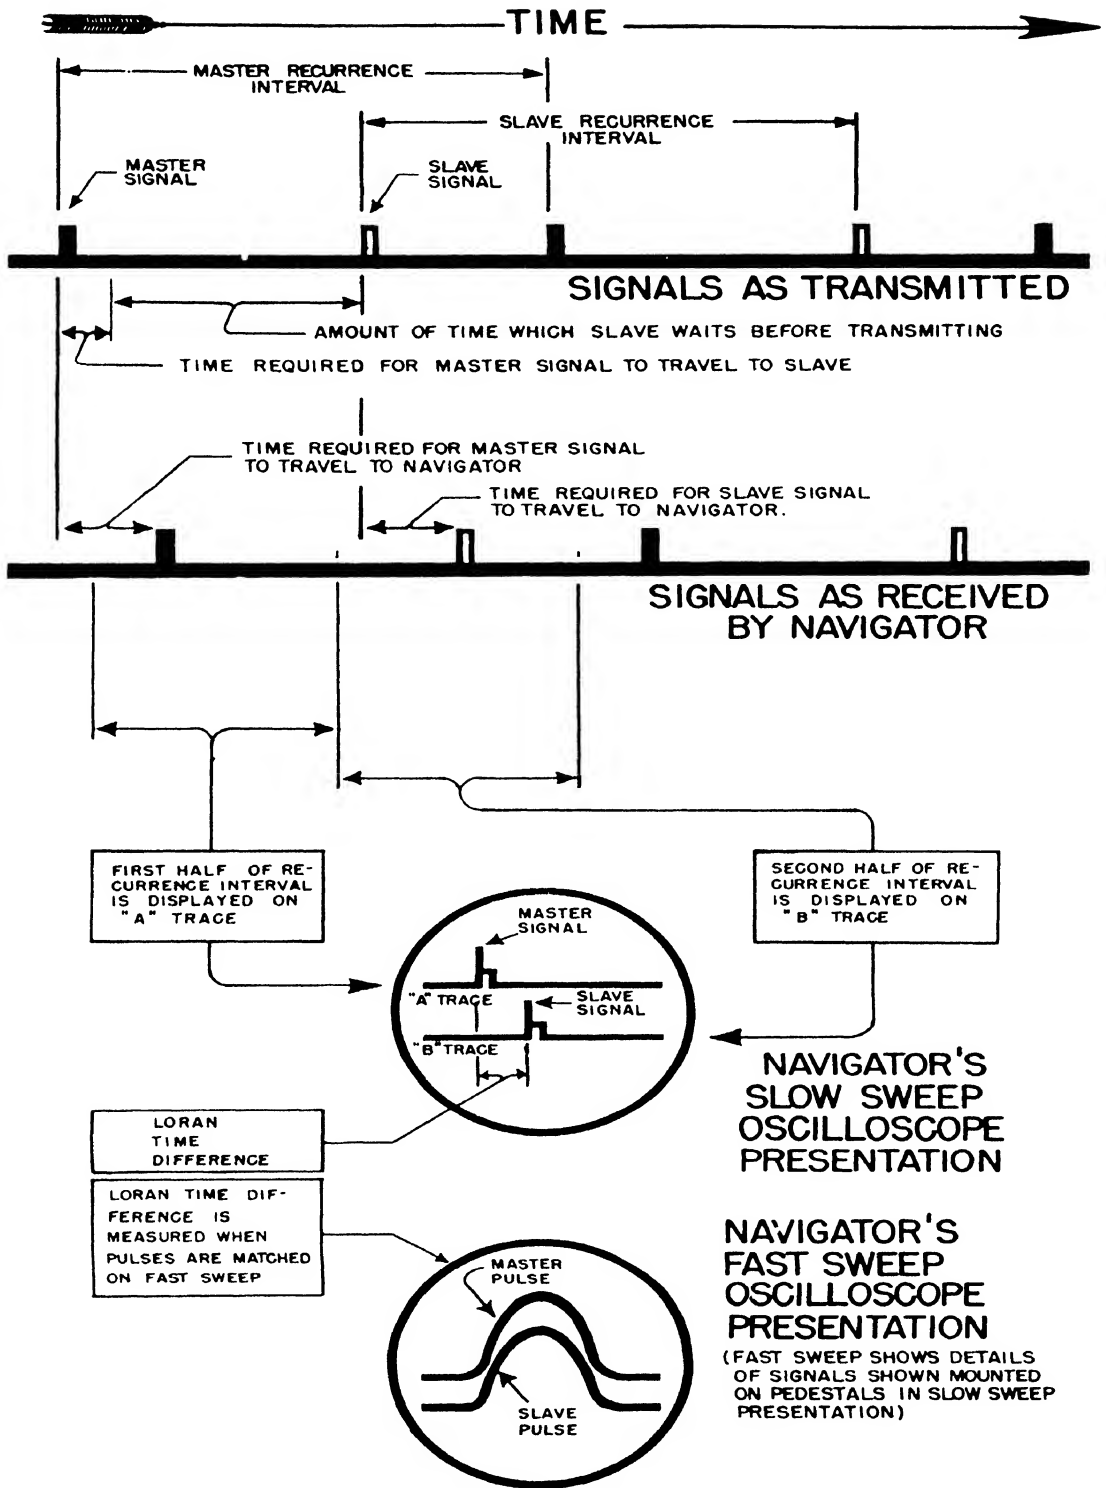 TIME
MASTER RECURRENCE
INTERVAL
SLAVE RECURRENCE
INTERVAL
MASTER
SIGNAL
SLAVE
SIGNAL
SIGNALS AS TRANSMITTED
AMOUNT OF TIME WHICH SLAVE WAITS BEFORE TRANSMITTING
TIME REQUIRED FOR MASTER SIGNAL TO TRAVEL TO SLAVE
TIME REQUIRED FOR MASTER SIGNAL
TO TRAVEL TO NAVIGATOR
TIME REQUIRED FOR SLAVE SIGNAL
TO TRAVEL TO NAVIGATOR.
SIGNALS AS RECEIVED
BY NAVIGATOR
FIRST HALF OF RE-
CURRENCE INTERVAL
IS DISPLAYED ON
"A" TRACE
SECOND HALF OF RE-
CURRENCE INTERVAL
IS DISPLAYED ON
"B" TRACE
MASTER
SIGNAL
"A" TRACE
SLAVE
SIGNAL
"B" TRACE
NAVIGATOR'S
SLOW SWEEP
OSCILLOSCOPE
PRESENTATION
LORAN
TIME
DIFFERENCE
LORAN TIME DIF-
FERENCE IS
MEASURED WHEN
PULSES ARE MATCHED
ON FAST SWEEP
MASTER
PULSE
SLAVE
PULSE
NAVIGATOR'S
FAST SWEEP
OSCILLOSCOPE
PRESENTATION
(FAST SWEEP SHOWS DETAILS
OF SIGNALS SHOWN MOUNTED
ON PEDESTALS IN SLOW SWEEP
PRESENTATION)